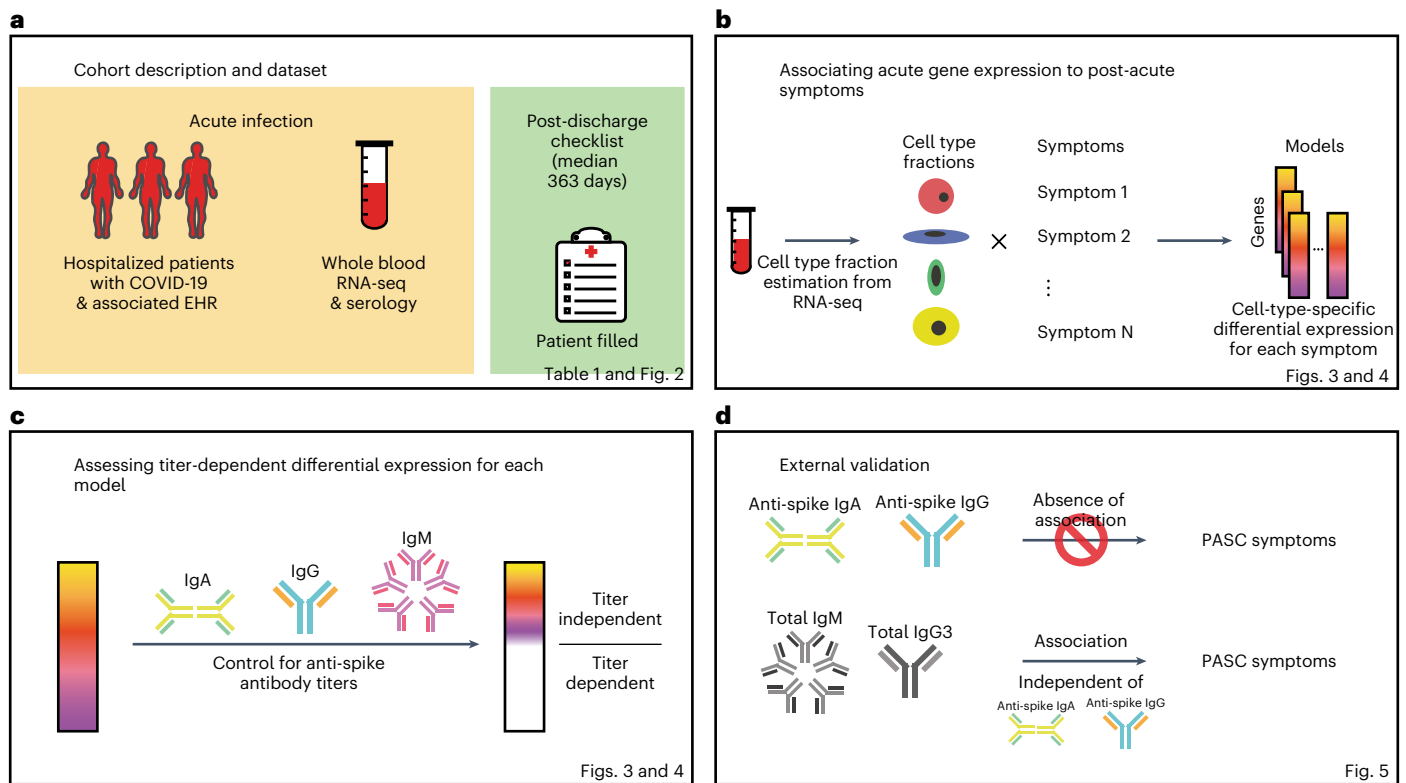 a
Cohort description and dataset
Acute infection
Hospitalized patients
with COVID-19
& associated EHR
Whole blood
RNA-seq
& serology
Post-discharge
checklist
(median
363 days)
Patient filled
Table 1 and Fig. 2
b
Associating acute gene expression to post-acute
symptoms
Cell type fraction
estimation from
RNA-seq
Cell type
fractions
×
Symptoms
Symptom 1
Symptom 2
⋮
Symptom N
Models
Genes
...
Cell-type-specific
differential expression
for each symptom
Figs. 3 and 4
c
Assessing titer-dependent differential expression for each
model
IgA
IgG
IgM
Control for anti-spike
antibody titers
Titer
independent
Titer
dependent
Figs. 3 and 4
d
External validation
Anti-spike IgA
Anti-spike IgG
Absence of
association
PASC symptoms
Total IgM
Total IgG3
Association
Independent of
Anti-spike IgA
Anti-spike IgG
PASC symptoms
Fig. 5